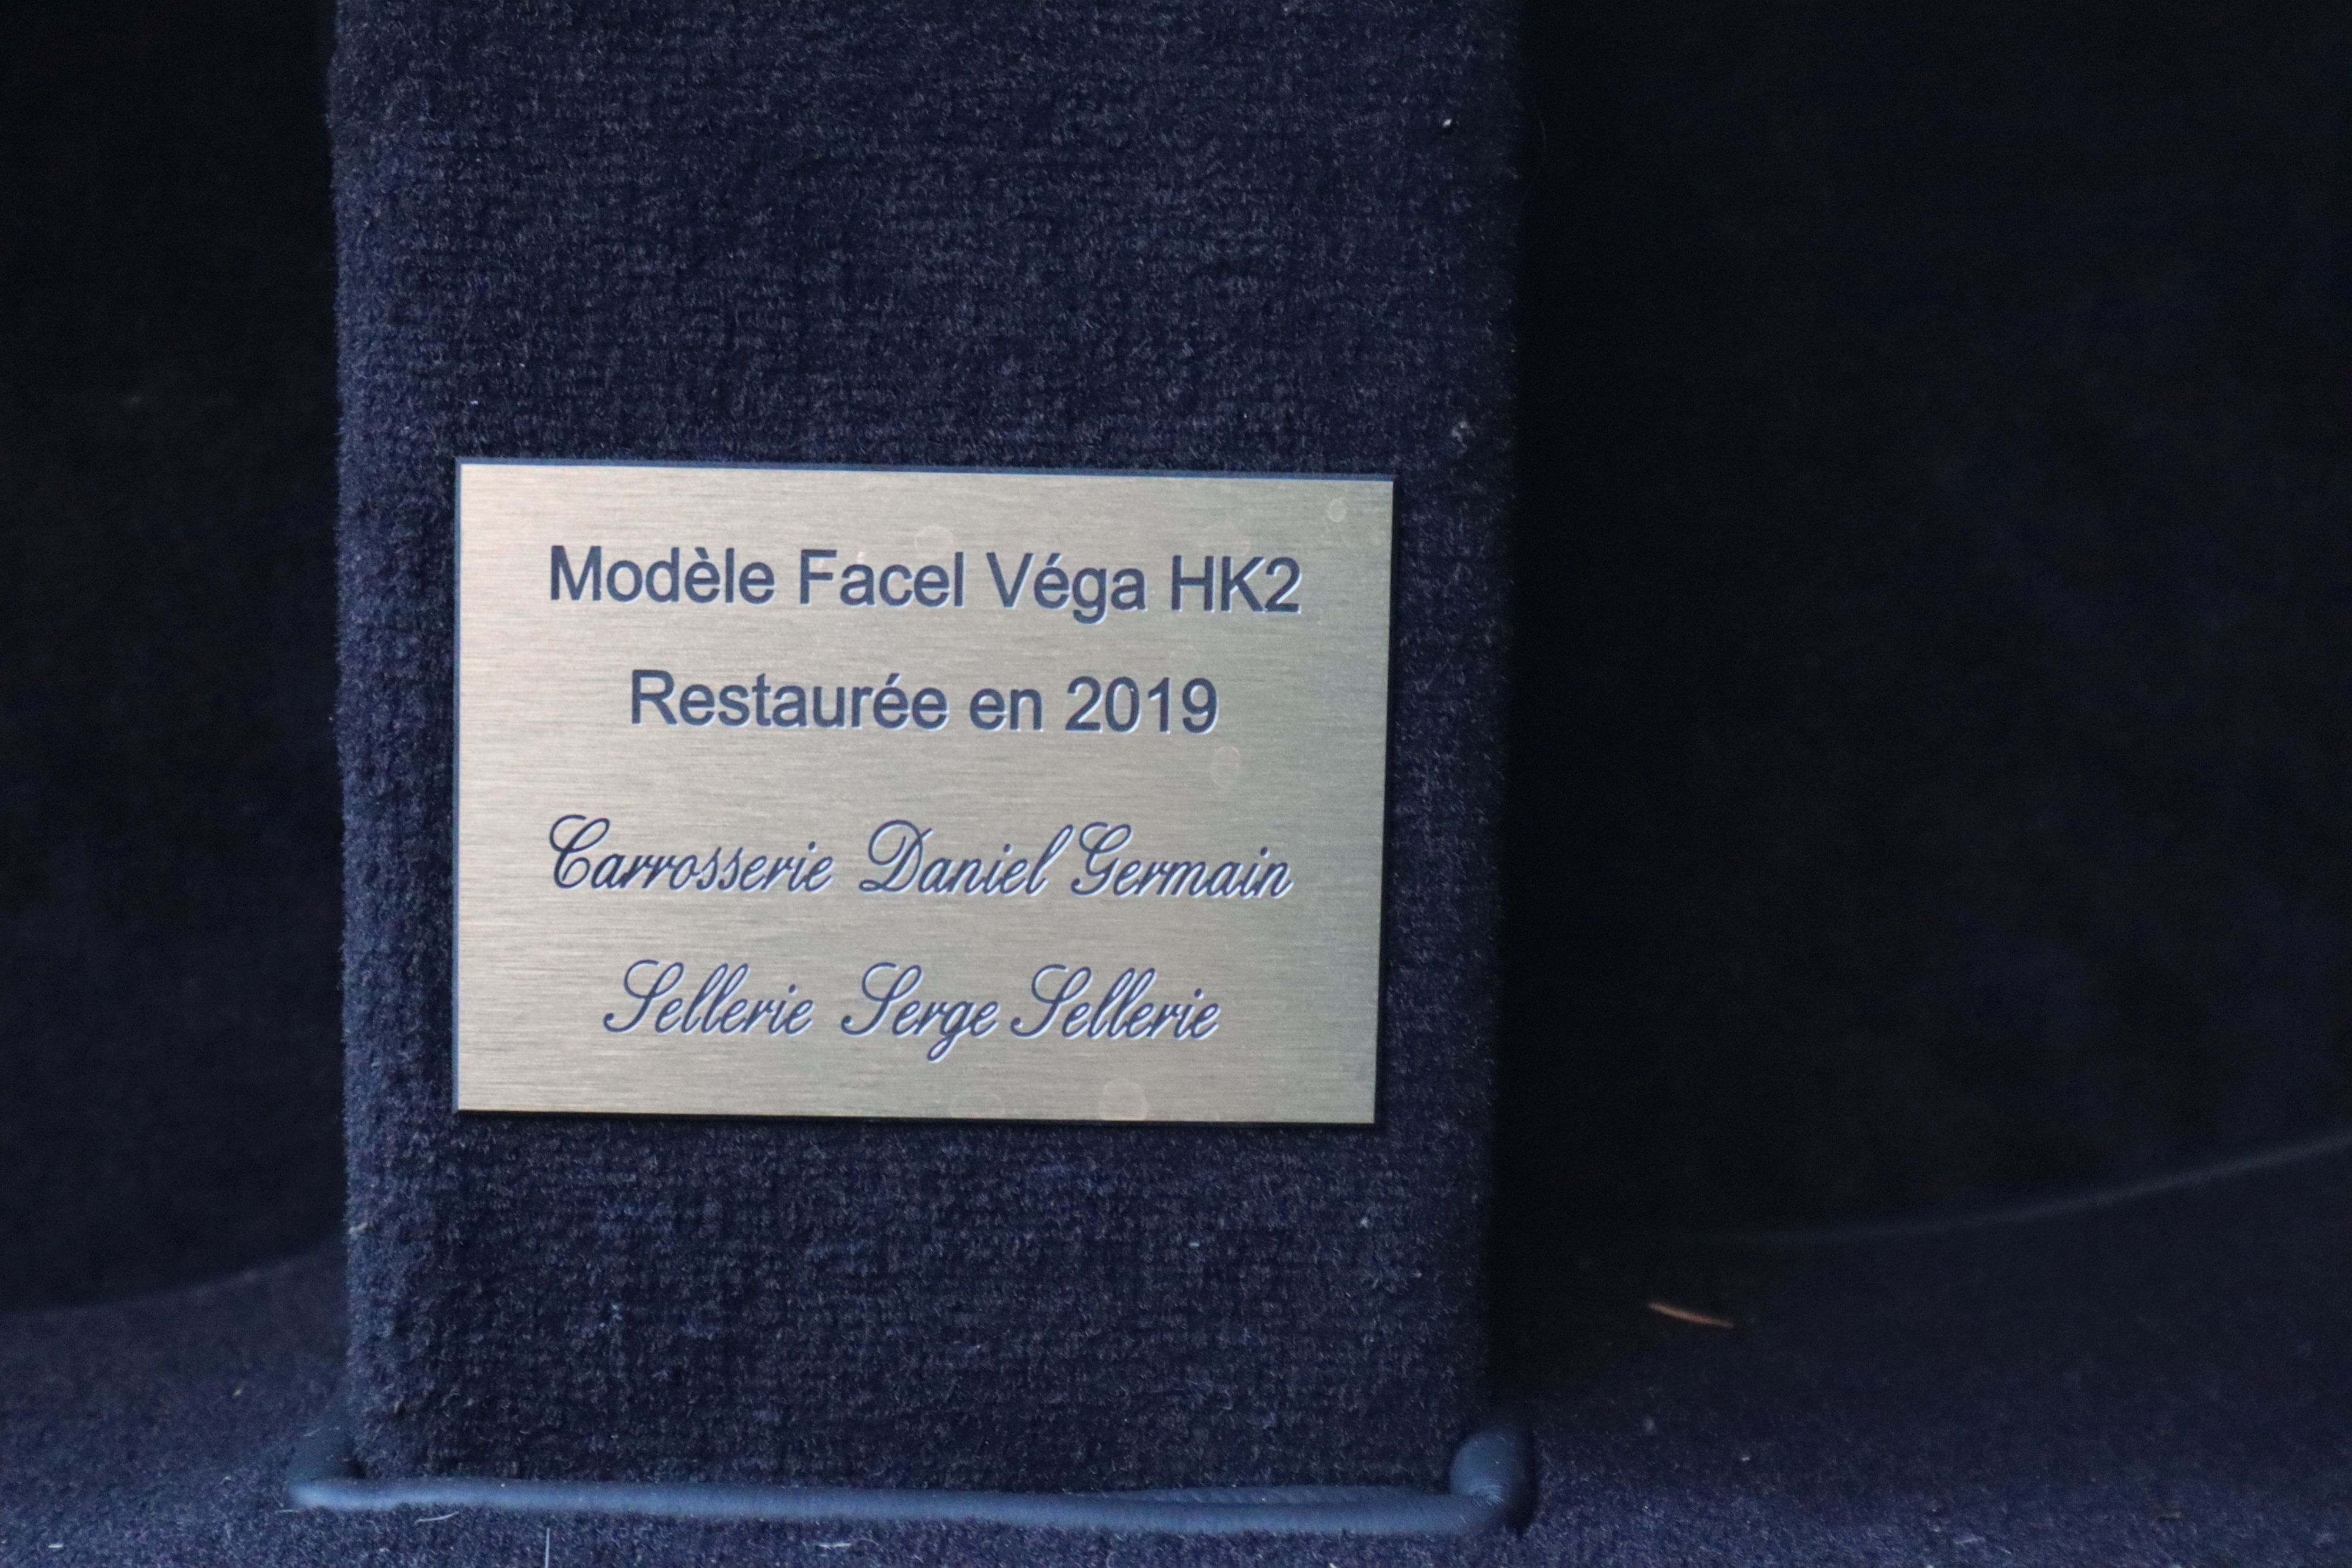 Modèle Facel Véga HK2
Restaurée en 2019
Carrosserie Daniel Germain
Sellerie Serge Sellerie